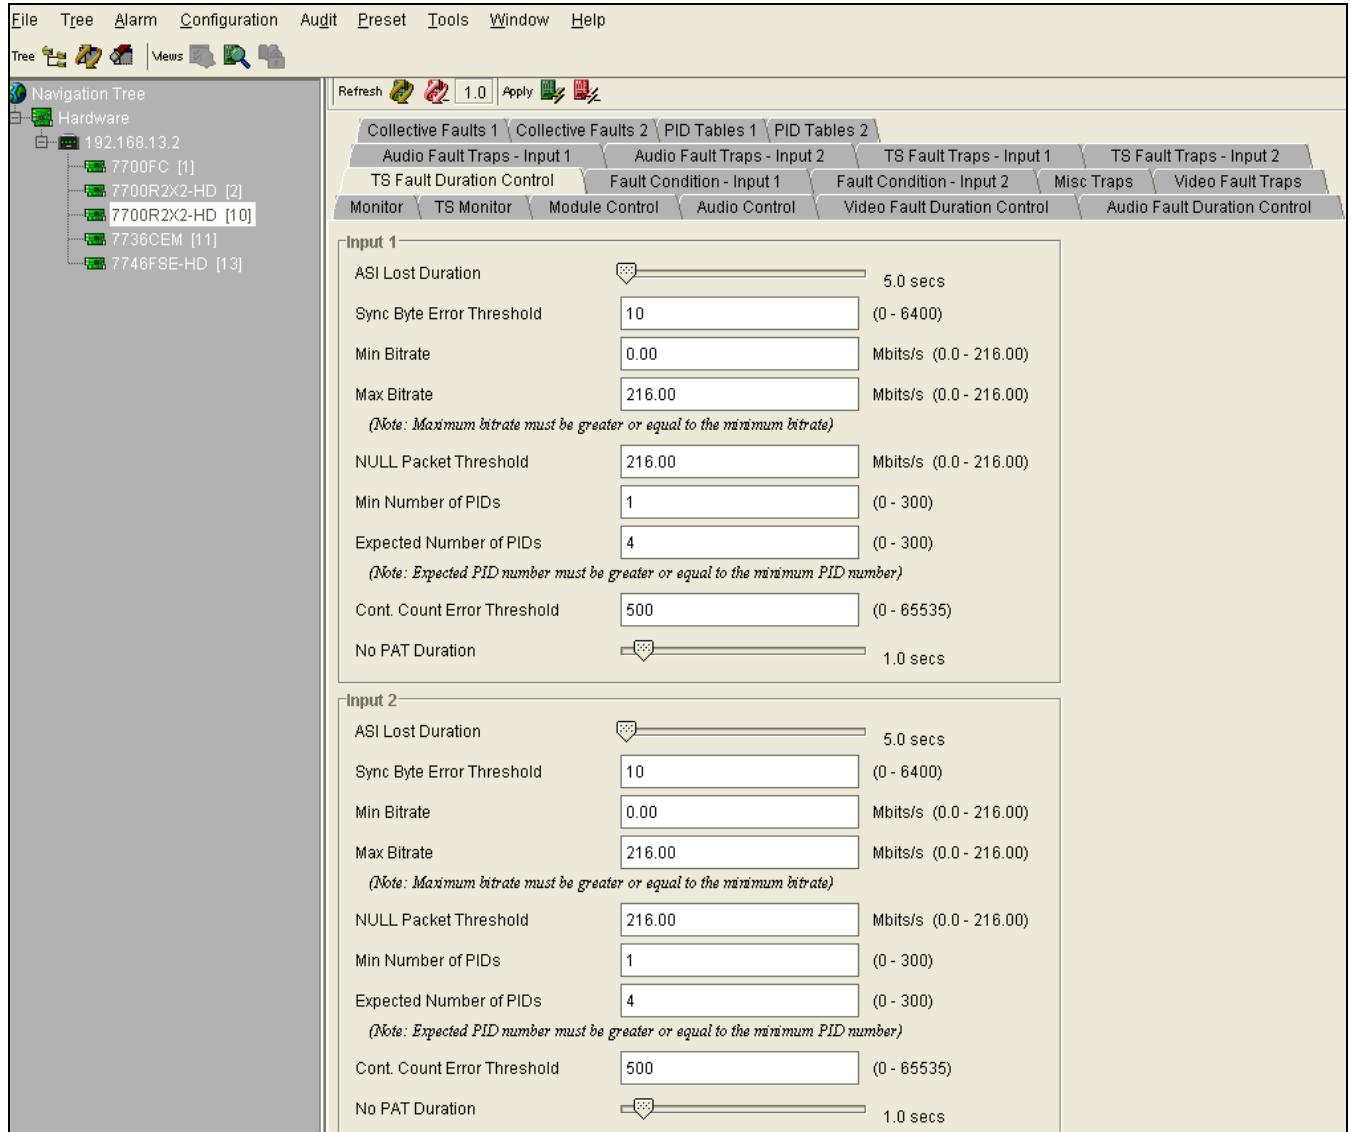 File Tree Alarm Configuration Audit Preset Tools Window Help
Tree Views
Navigation Tree
Hardware
192.168.13.2
7700FC [1]
7700R2X2-HD [2]
7700R2X2-HD [10]
7736CEM [11]
7746FSE-HD [13]
Refresh 1.0 Apply
Collective Faults 1 Collective Faults 2 PID Tables 1 PID Tables 2
Audio Fault Traps - Input 1 Audio Fault Traps - Input 2 TS Fault Traps - Input 1 TS Fault Traps - Input 2
TS Fault Duration Control Fault Condition - Input 1 Fault Condition - Input 2 Misc Traps Video Fault Traps
Monitor TS Monitor Module Control Audio Control Video Fault Duration Control Audio Fault Duration Control
Input 1
ASI Lost Duration 5.0 secs
Sync Byte Error Threshold 10 (0 - 6400)
Min Bitrate 0.00 Mbits/s (0.0 - 216.00)
Max Bitrate 216.00 Mbits/s (0.0 - 216.00)
(Note: Maximum bitrate must be greater or equal to the minimum bitrate)
NULL Packet Threshold 216.00 Mbits/s (0.0 - 216.00)
Min Number of PIDs 1 (0 - 300)
Expected Number of PIDs 4 (0 - 300)
(Note: Expected PID number must be greater or equal to the minimum PID number)
Cont. Count Error Threshold 500 (0 - 65535)
No PAT Duration 1.0 secs
Input 2
ASI Lost Duration 5.0 secs
Sync Byte Error Threshold 10 (0 - 6400)
Min Bitrate 0.00 Mbits/s (0.0 - 216.00)
Max Bitrate 216.00 Mbits/s (0.0 - 216.00)
(Note: Maximum bitrate must be greater or equal to the minimum bitrate)
NULL Packet Threshold 216.00 Mbits/s (0.0 - 216.00)
Min Number of PIDs 1 (0 - 300)
Expected Number of PIDs 4 (0 - 300)
(Note: Expected PID number must be greater or equal to the minimum PID number)
Cont. Count Error Threshold 500 (0 - 65535)
No PAT Duration 1.0 secs